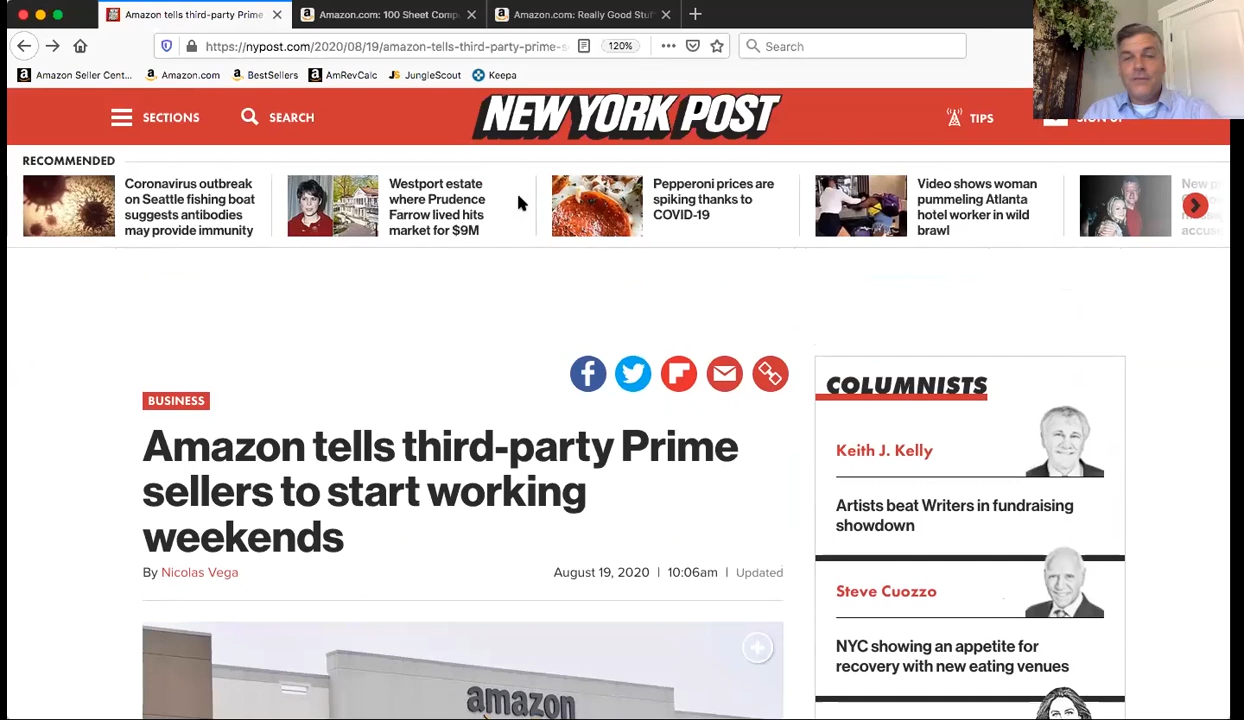 Amazon tells third-party Prime
Amazon.com: 100 Sheet Comp
Amazon.com: Really Good Stuf
https://nypost.com/2020/08/19/amazon-tells-third-party-prime-s
120%
Search
Amazon Seller Cent...
Amazon.com
BestSellers
AmRevCalc
JungleScout
Keepa
SECTIONS
SEARCH
NEW YORK POST
TIPS
SIGN UP
RECOMMENDED
Coronavirus outbreak
on Seattle fishing boat
suggests antibodies
may provide immunity
Westport estate
where Prudence
Farrow lived hits
market for $9M
Pepperoni prices are
spiking thanks to
COVID-19
Video shows woman
pummeling Atlanta
hotel worker in wild
brawl
New p
accus
BUSINESS
Amazon tells third-party Prime
sellers to start working
weekends
By Nicolas Vega
August 19, 2020 | 10:06am | Updated
amazon
COLUMNISTS
Keith J. Kelly
Artists beat Writers in fundraising
showdown
Steve Cuozzo
NYC showing an appetite for
recovery with new eating venues